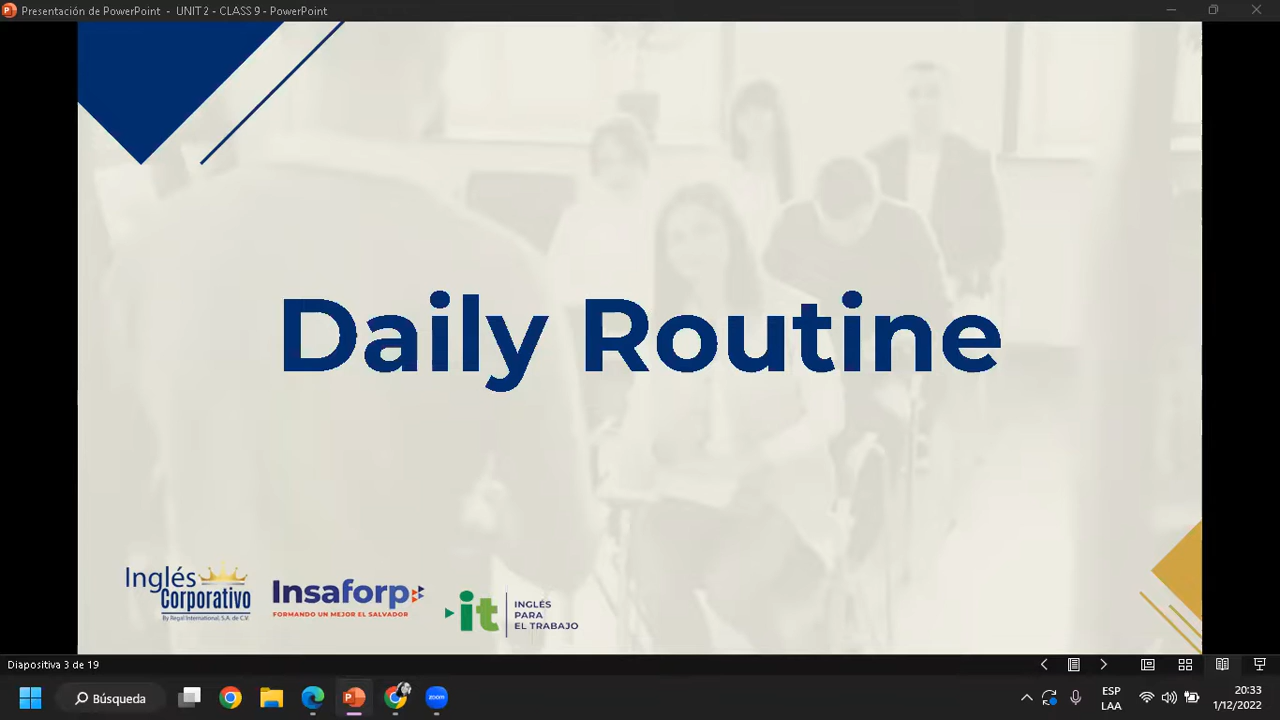 Presentación de PowerPoint - UNIT 2 - CLASS 9 - PowerPoint
Daily Routine
Inglés
Corporativo
By Regal International, S.A. de C.V.
Insaforp
FORMANDO UN MEJOR EL SALVADOR
it
INGLÉS
PARA
EL TRABAJO
Diapositiva 3 de 19
Búsqueda
zoom
ESP
LAA
20:33
1/12/2022